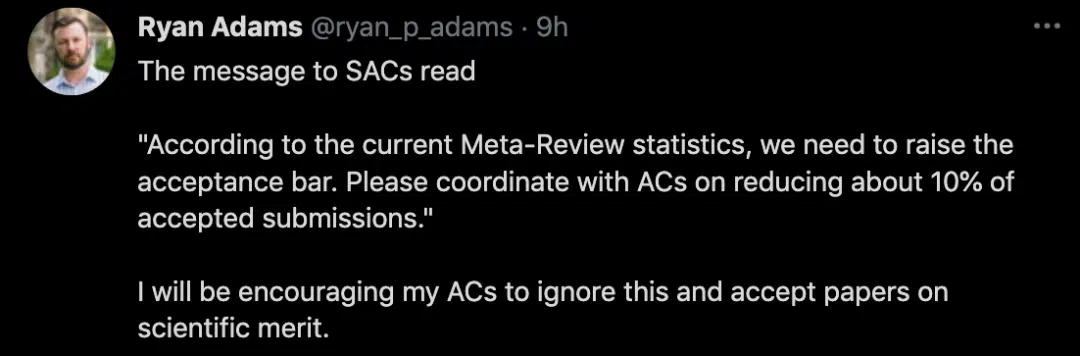 Ryan Adams @ryan_p_adams · 9h
The message to SACs read
"According to the current Meta-Review statistics, we need to raise the
acceptance bar. Please coordinate with ACs on reducing about 10% of
accepted submissions."
I will be encouraging my ACs to ignore this and accept papers on
scientific merit.